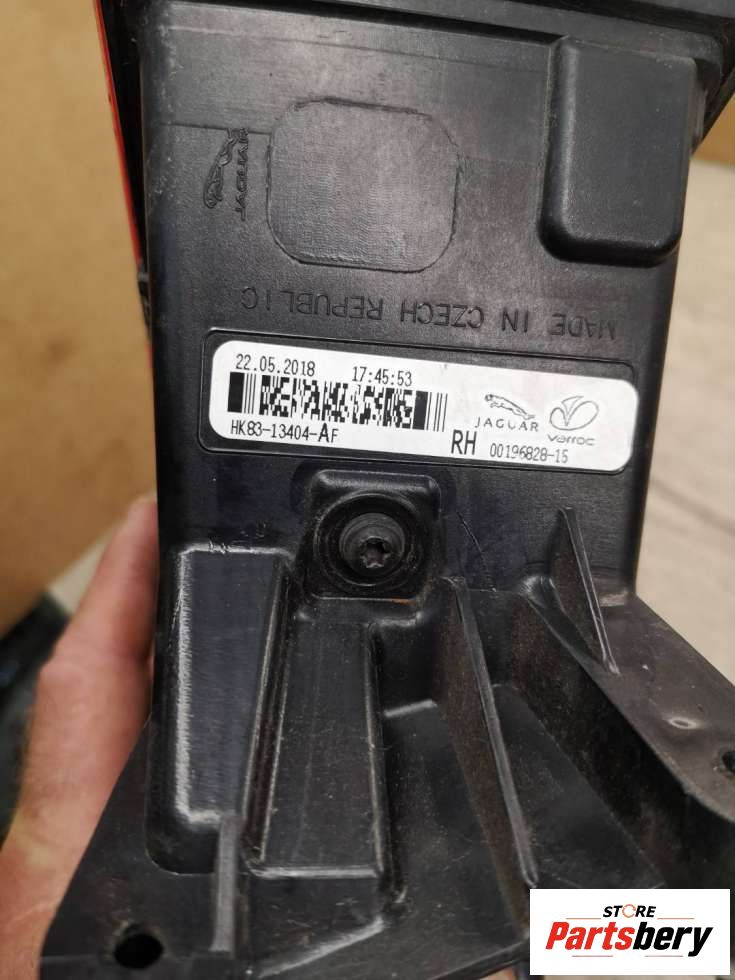 JAGUAR
MADE IN CZECH REPUBLIC
22.05.2018 17:45:53
HK83-13404-AF
RH
JAGUAR
varroc
00196828-15
STORE
Partsbery